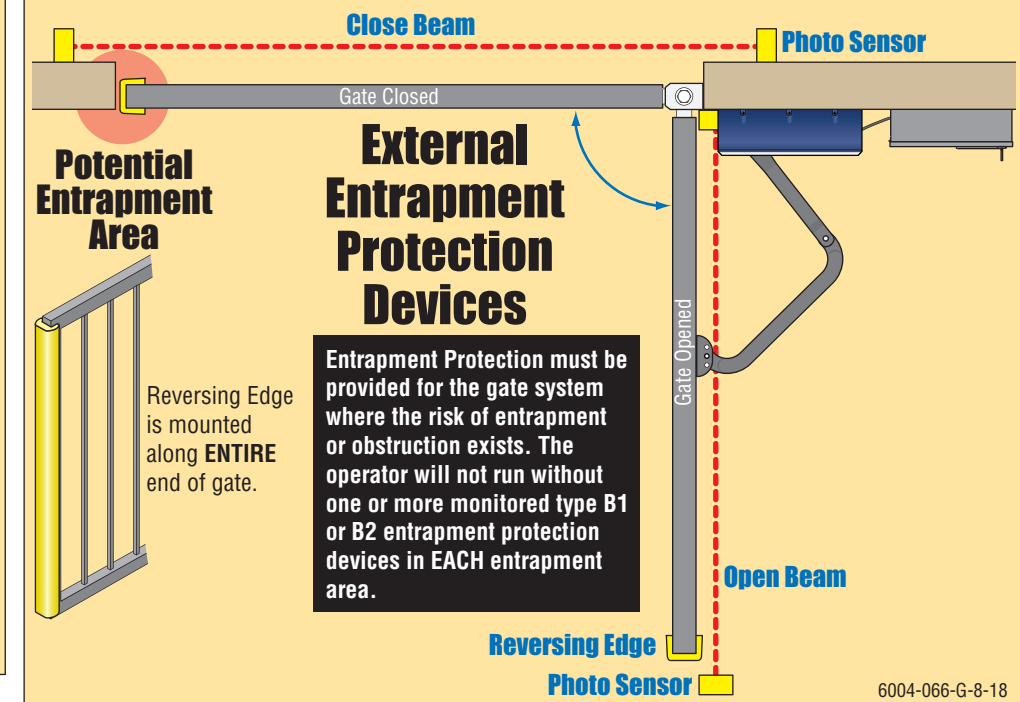 Close Beam
Photo Sensor
Gate Closed
Potential
Entrapment
Area
External
Entrapment
Protection
Devices
Reversing Edge
is mounted
along ENTIRE
end of gate.
Entrapment Protection must be
provided for the gate system
where the risk of entrapment
or obstruction exists. The
operator will not run without
one or more monitored type B1
or B2 entrapment protection
devices in EACH entrapment
area.
Gate Opened
Open Beam
Reversing Edge
Photo Sensor
6004-066-G-8-18